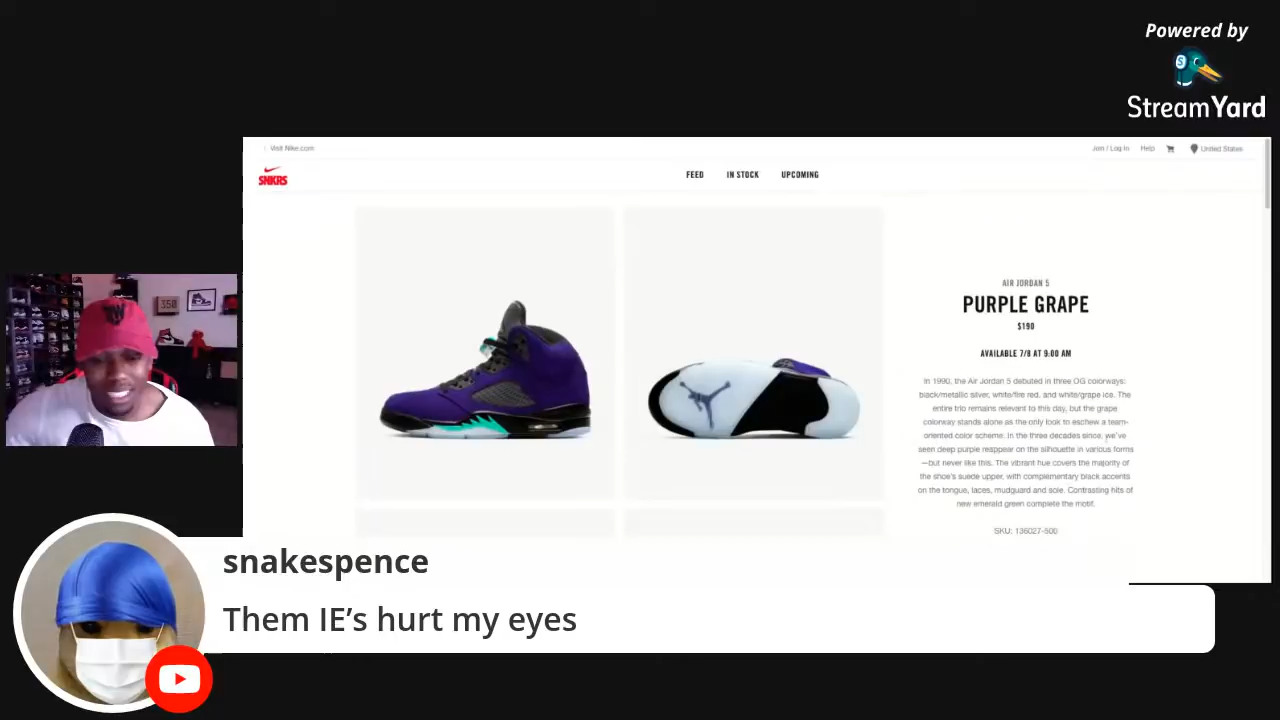 Powered by
StreamYard
Visit Nike.com
Join / Log In Help United States
SNKRS
FEED IN STOCK UPCOMING
350
AIR JORDAN 5
PURPLE GRAPE
$190
AVAILABLE 7/8 AT 9:00 AM
In 1990, the Air Jordan 5 debuted in three OG colorways:
black/metallic silver, white/fire red, and white/grape ice. The
entire trio remains relevant to this day, but the grape
colorway stands alone as the only look to eschew a team-
oriented color scheme. In the three decades since, we've
seen deep purple reappear on the silhouette in various forms
—but never like this. The vibrant hue covers the majority of
the shoe's suede upper, with complementary black accents
on the tongue, laces, mudguard and sole. Contrasting hits of
new emerald green complete the motif.
SKU: 136027-500
snakespence
Them IE’s hurt my eyes